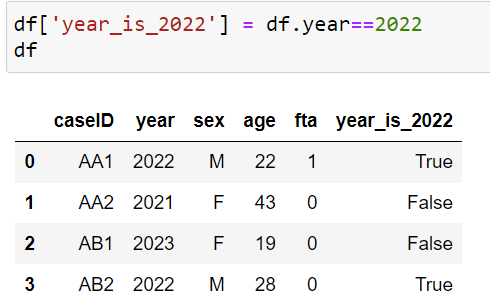 df['year_is_2022'] = df.year==2022
df
caseID year sex age fta year_is_2022
0 AA1 2022 M 22 1 True
1 AA2 2021 F 43 0 False
2 AB1 2023 F 19 0 False
3 AB2 2022 M 28 0 True